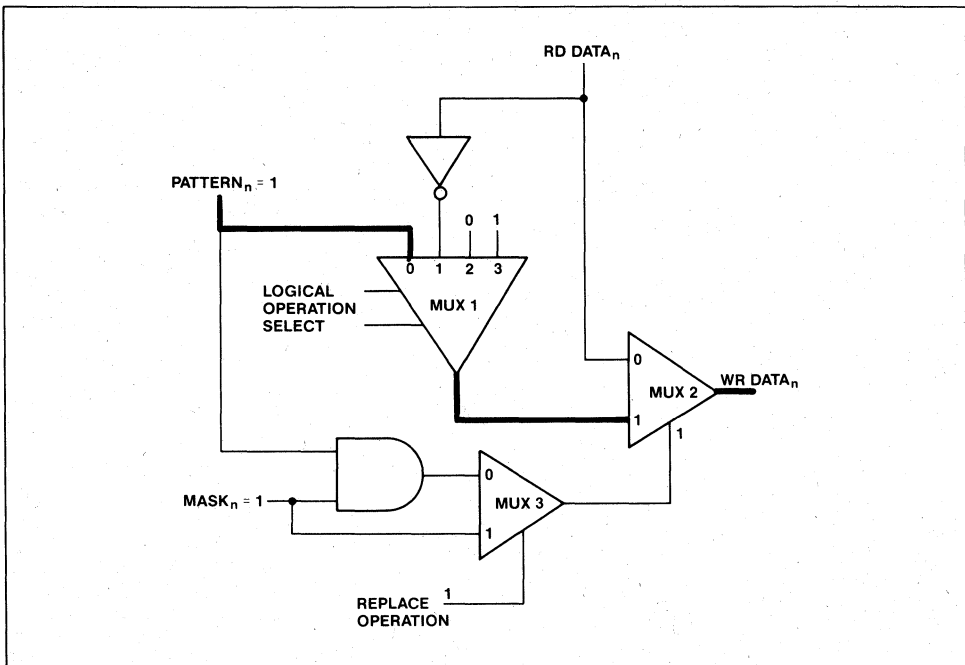 RD DATAn
PATTERNn = 1
0 1
0 1 2 3
LOGICAL
OPERATION
SELECT
MUX 1
0
MUX 2
WR DATAn
1
1
0
MASKn = 1
MUX 3
1
1
REPLACE
OPERATION